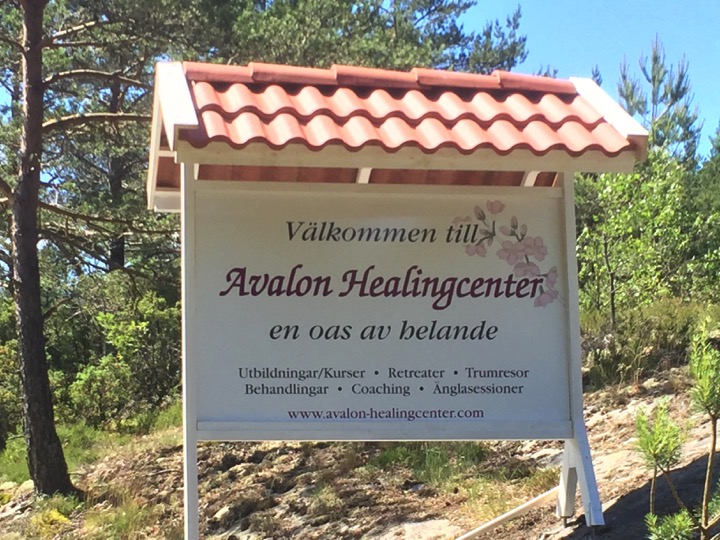 Välkommen till
Avalon Healingcenter
en oas av helande
Utbildningar/Kurser • Retreater • Trumresor
Behandlingar • Coaching • Änglasessioner
www.avalon-healingcenter.com